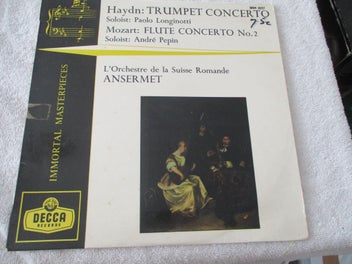 Haydn: TRUMPET CONCERTO
Soloist: Paolo Longinotti
Mozart: FLUTE CONCERTO No. 2
Soloist: André Pepin
L'Orchestre de la Suisse Romande
ANSERMET
IMMORTAL MASTERPIECES
DECCA
RECORDS